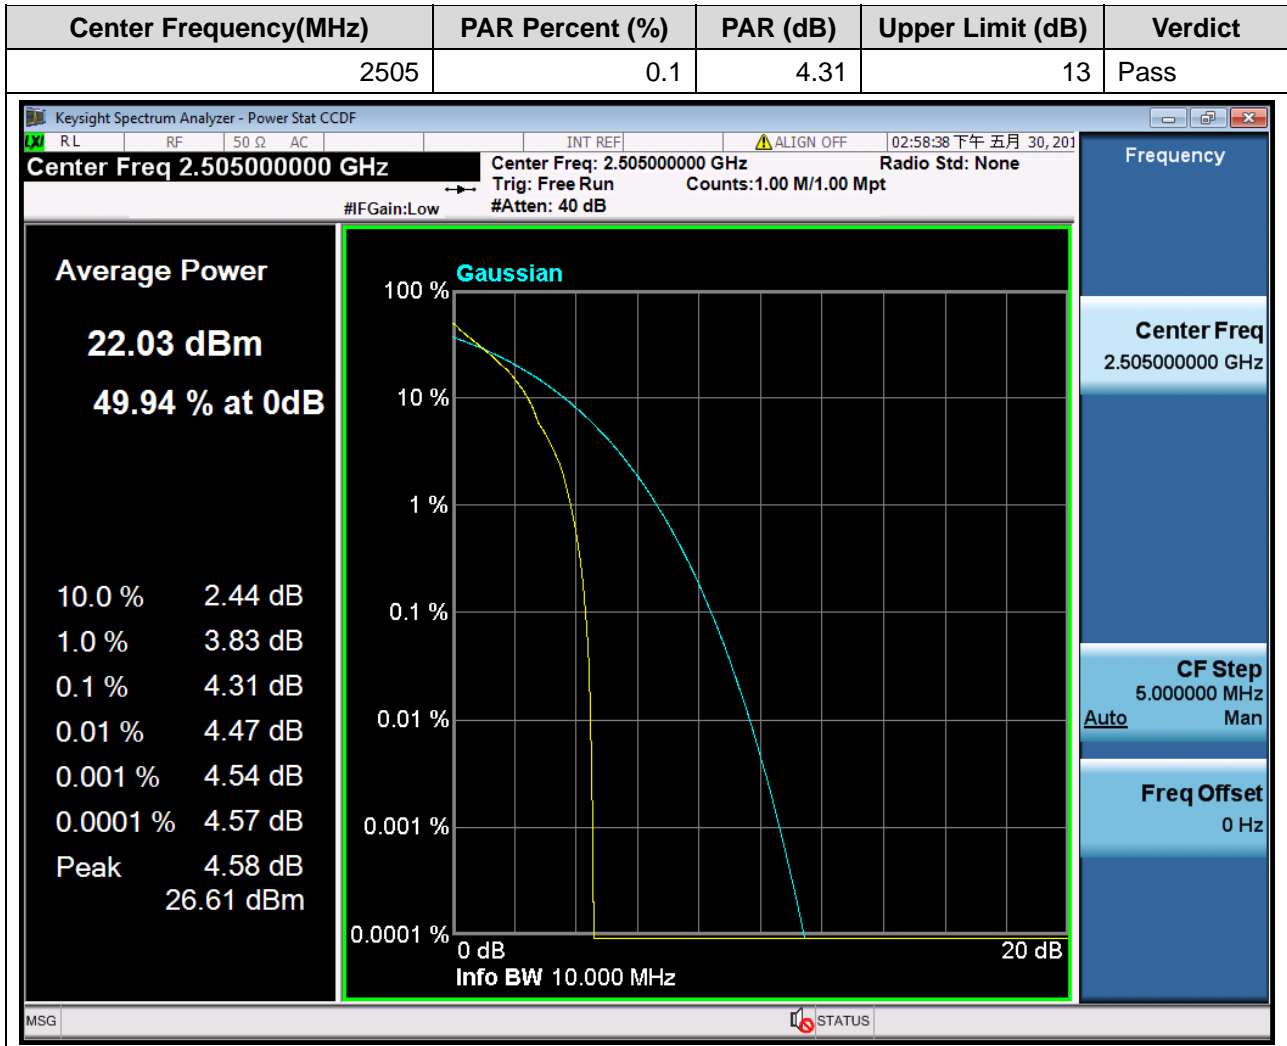 Center Frequency(MHz) PAR Percent (%) PAR (dB) Upper Limit (dB) Verdict
2505 0.1 4.31 13 Pass
Keysight Spectrum Analyzer - Power Stat CCDF
LXI RL RF 50 Ω AC INT REF ALIGN OFF 02:58:38 下午 五月 30, 201
Center Freq 2.505000000 GHz
Center Freq: 2.505000000 GHz Radio Std: None
Trig: Free Run Counts:1.00 M/1.00 Mpt
#IFGain:Low #Atten: 40 dB
Average Power
22.03 dBm
49.94 % at 0dB
10.0 % 2.44 dB
1.0 % 3.83 dB
0.1 % 4.31 dB
0.01 % 4.47 dB
0.001 % 4.54 dB
0.0001 % 4.57 dB
Peak 4.58 dB
26.61 dBm
Gaussian
100 %
10 %
1 %
0.1 %
0.01 %
0.001 %
0.0001 %
0 dB 20 dB
Info BW 10.000 MHz
Frequency
Center Freq
2.505000000 GHz
CF Step
5.000000 MHz
Auto Man
Freq Offset
0 Hz
MSG STATUS